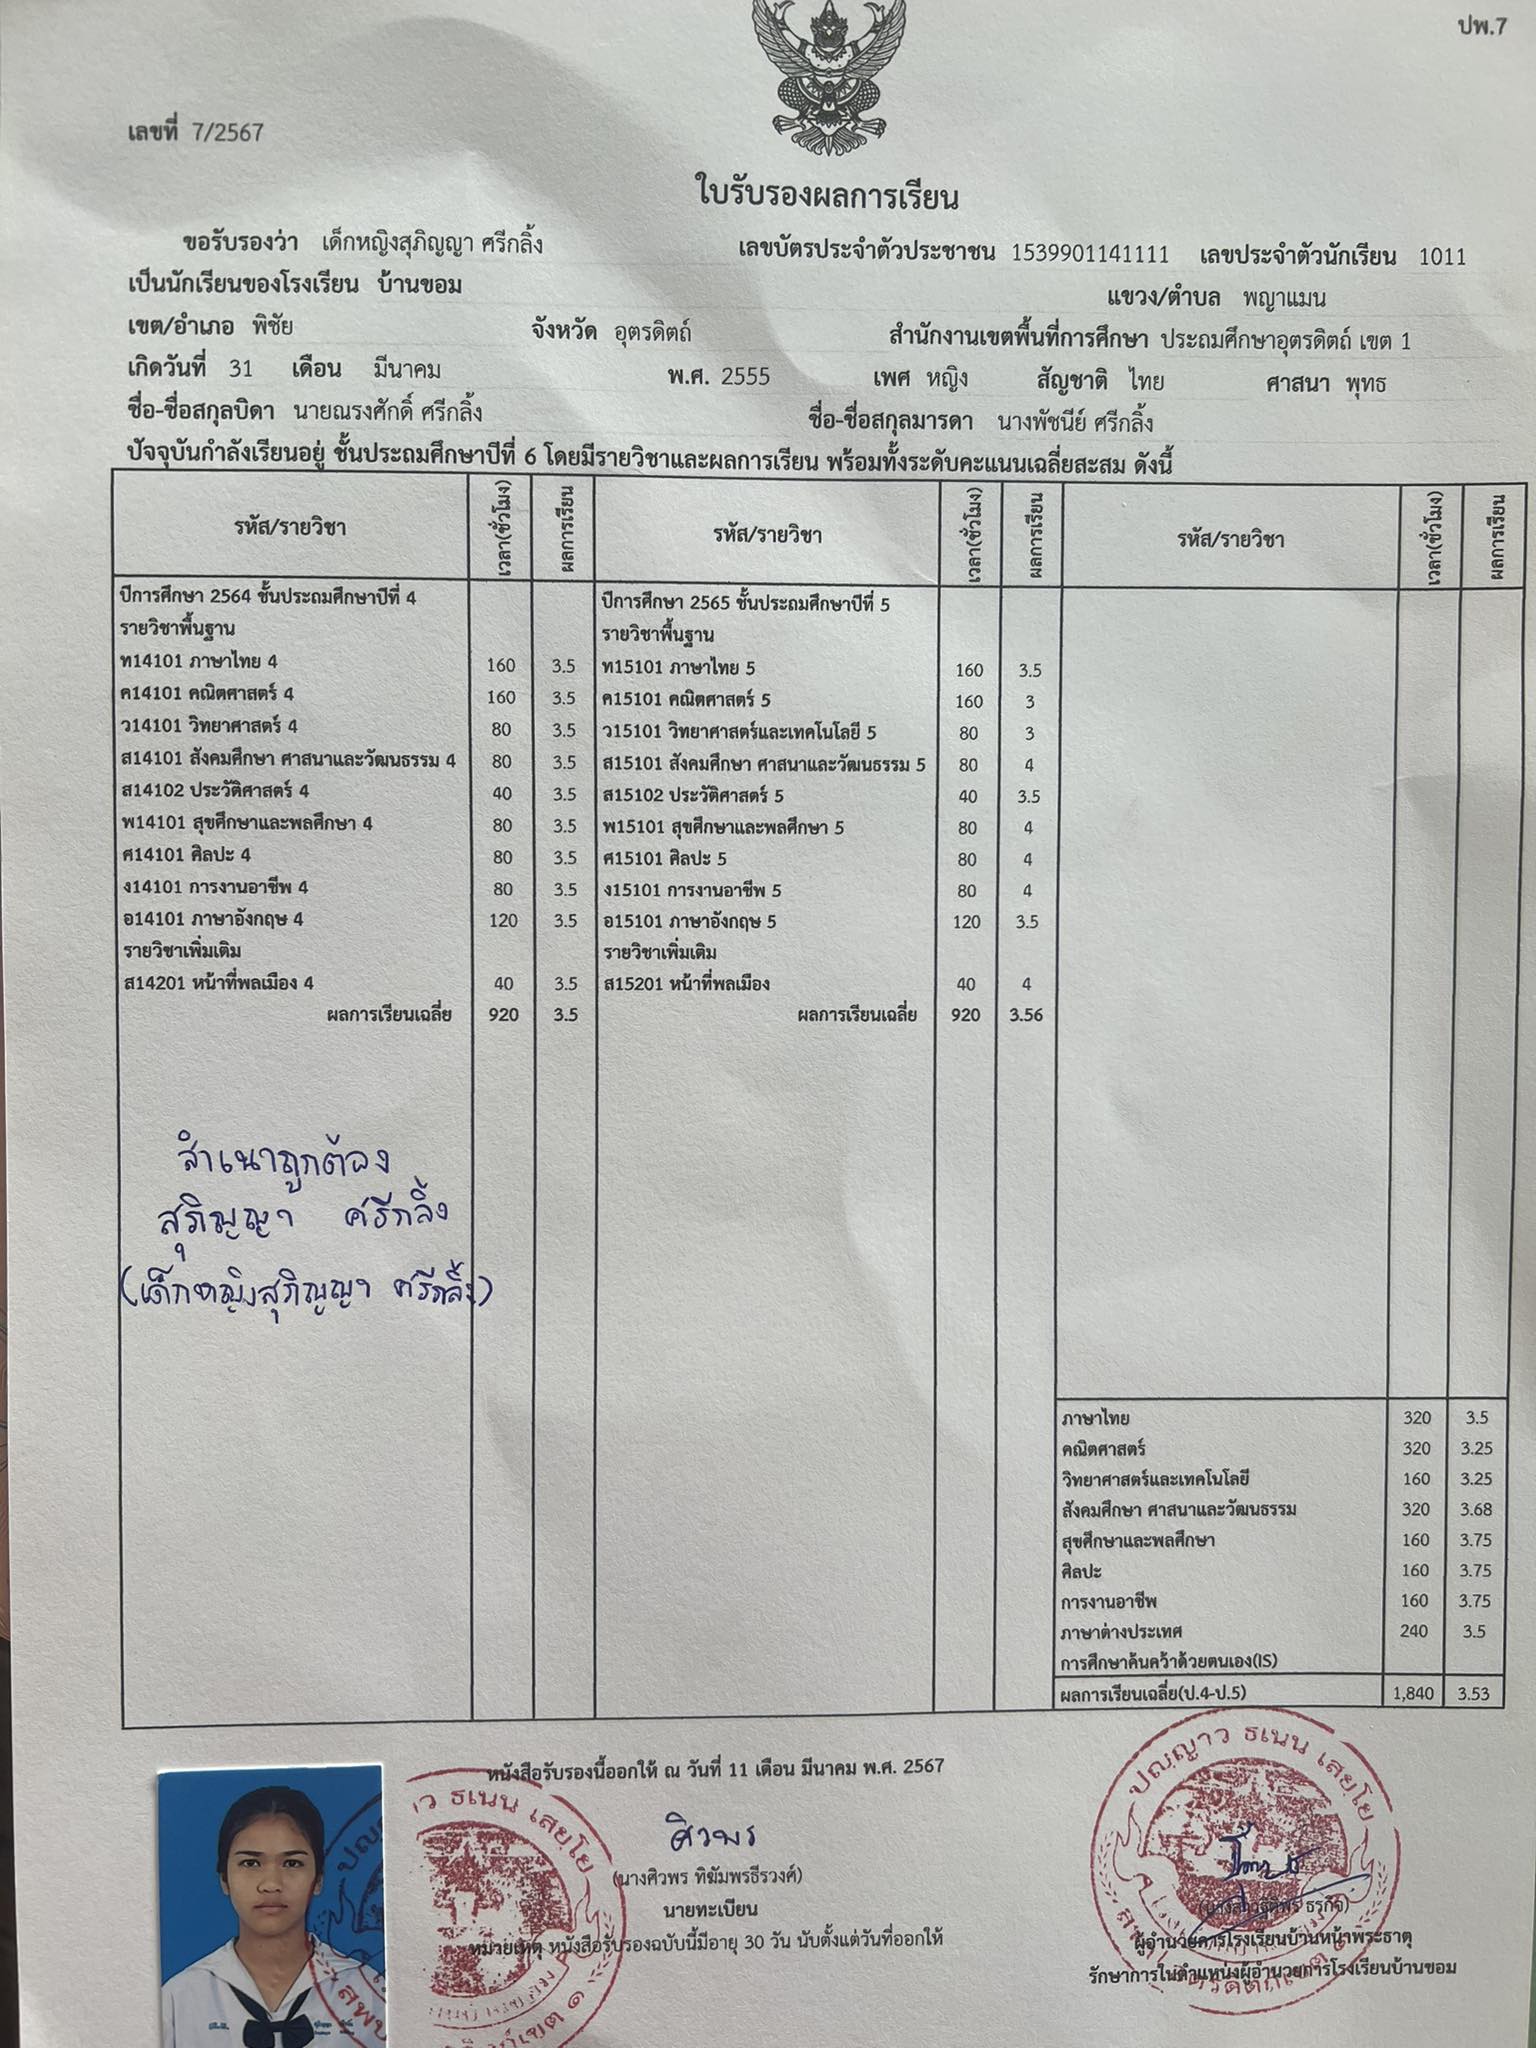 ปพ.7
เลขที่ 7/2567
ใบรับรองผลการเรียน
ขอรับรองว่า เด็กหญิงสุภิญญา ศรีกลิ้ง เลขบัตรประจำตัวประชาชน 1539901141111 เลขประจำตัวนักเรียน 1011
เป็นนักเรียนของโรงเรียน บ้านขอม แขวง/ตำบล พญาแมน
เขต/อำเภอ พิชัย จังหวัด อุตรดิตถ์ สำนักงานเขตพื้นที่การศึกษา ประถมศึกษาอุตรดิตถ์ เขต 1
เกิดวันที่ 31 เดือน มีนาคม พ.ศ. 2555 เพศ หญิง สัญชาติ ไทย ศาสนา พุทธ
ชื่อ-ชื่อสกุลบิดา นายณรงศักดิ์ ศรีกลิ้ง ชื่อ-ชื่อสกุลมารดา นางพัชนีย์ ศรีกลิ้ง
ปัจจุบันกำลังเรียนอยู่ ชั้นประถมศึกษาปีที่ 6 โดยมีรายวิชาและผลการเรียน พร้อมทั้งระดับคะแนนเฉลี่ยสะสม ดังนี้
รหัส/รายวิชา เวลา(ชั่วโมง) ผลการเรียน รหัส/รายวิชา เวลา(ชั่วโมง) ผลการเรียน รหัส/รายวิชา เวลา(ชั่วโมง) ผลการเรียน
ปีการศึกษา 2564 ชั้นประถมศึกษาปีที่ 4 ปีการศึกษา 2565 ชั้นประถมศึกษาปีที่ 5
รายวิชาพื้นฐาน รายวิชาพื้นฐาน
ท14101 ภาษาไทย 4 160 3.5 ท15101 ภาษาไทย 5 160 3.5
ค14101 คณิตศาสตร์ 4 160 3.5 ค15101 คณิตศาสตร์ 5 160 3
ว14101 วิทยาศาสตร์ 4 80 3.5 ว15101 วิทยาศาสตร์และเทคโนโลยี 5 80 3
ส14101 สังคมศึกษา ศาสนาและวัฒนธรรม 4 80 3.5 ส15101 สังคมศึกษา ศาสนาและวัฒนธรรม 5 80 4
ส14102 ประวัติศาสตร์ 4 40 3.5 ส15102 ประวัติศาสตร์ 5 40 3.5
พ14101 สุขศึกษาและพลศึกษา 4 80 3.5 พ15101 สุขศึกษาและพลศึกษา 5 80 4
ศ14101 ศิลปะ 4 80 3.5 ศ15101 ศิลปะ 5 80 4
ง14101 การงานอาชีพ 4 80 3.5 ง15101 การงานอาชีพ 5 80 4
อ14101 ภาษาอังกฤษ 4 120 3.5 อ15101 ภาษาอังกฤษ 5 120 3.5
รายวิชาเพิ่มเติม รายวิชาเพิ่มเติม
ส14201 หน้าที่พลเมือง 4 40 3.5 ส15201 หน้าที่พลเมือง 40 4
ผลการเรียนเฉลี่ย 920 3.5 ผลการเรียนเฉลี่ย 920 3.56
สำเนาถูกต้อง
สุภิญญา ศรีกลิ้ง
(เด็กหญิงสุภิญญา ศรีกลิ้ง)
ภาษาไทย 320 3.5
คณิตศาสตร์ 320 3.25
วิทยาศาสตร์และเทคโนโลยี 160 3.25
สังคมศึกษา ศาสนาและวัฒนธรรม 320 3.68
สุขศึกษาและพลศึกษา 160 3.75
ศิลปะ 160 3.75
การงานอาชีพ 160 3.75
ภาษาต่างประเทศ 240 3.5
การศึกษาค้นคว้าด้วยตนเอง(IS)
ผลการเรียนเฉลี่ย(ป.4-ป.5) 1,840 3.53
หนังสือรับรองนี้ออกให้ ณ วันที่ 11 เดือน มีนาคม พ.ศ. 2567
ปญฺญาว ธเนน เสยฺโย
ศิวพร
(นางศิวพร ทิฆัมพรธีรวงศ์)
นายทะเบียน
หมายเหตุ หนังสือรับรองฉบับนี้มีอายุ 30 วัน นับตั้งแต่วันที่ออกให้
ธุรกิจ)
ผู้อำนวยการโรงเรียนบ้านหน้าพระธาตุ
รักษาการในตำแหน่งผู้อำนวยการโรงเรียนบ้านขอม